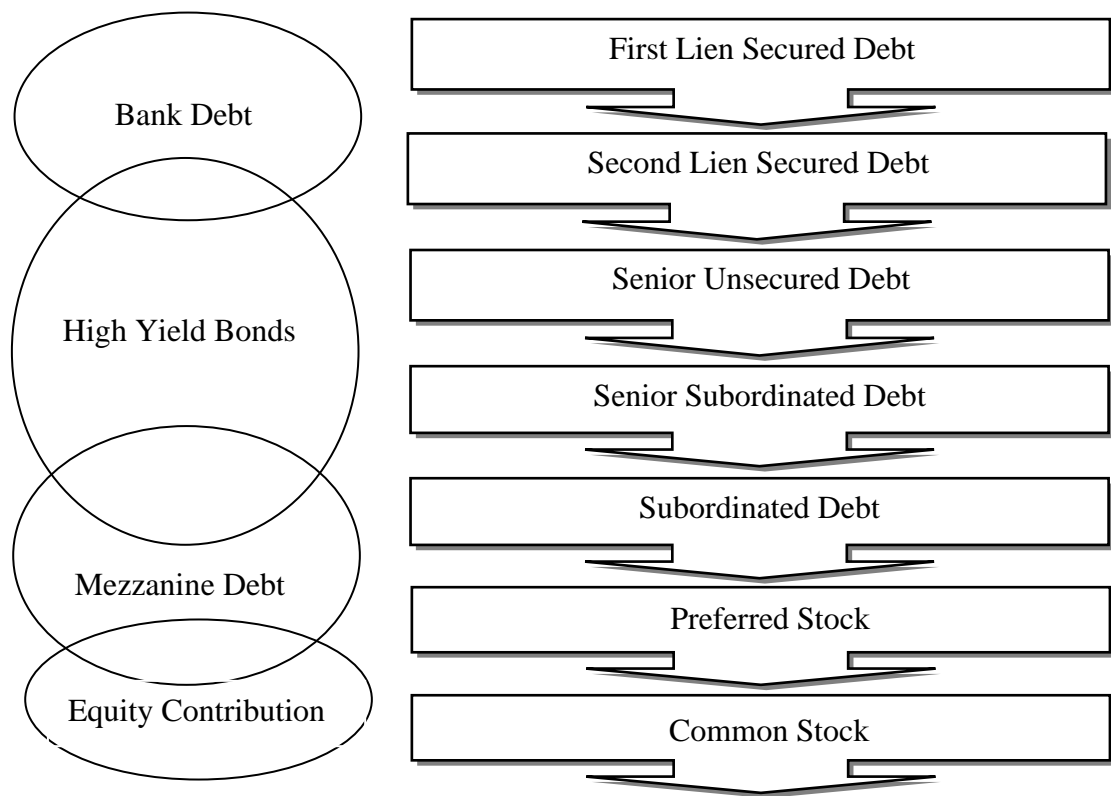 First Lien Secured Debt
Bank Debt
Second Lien Secured Debt
Senior Unsecured Debt
High Yield Bonds
Senior Subordinated Debt
Subordinated Debt
Mezzanine Debt
Preferred Stock
Equity Contribution
Common Stock